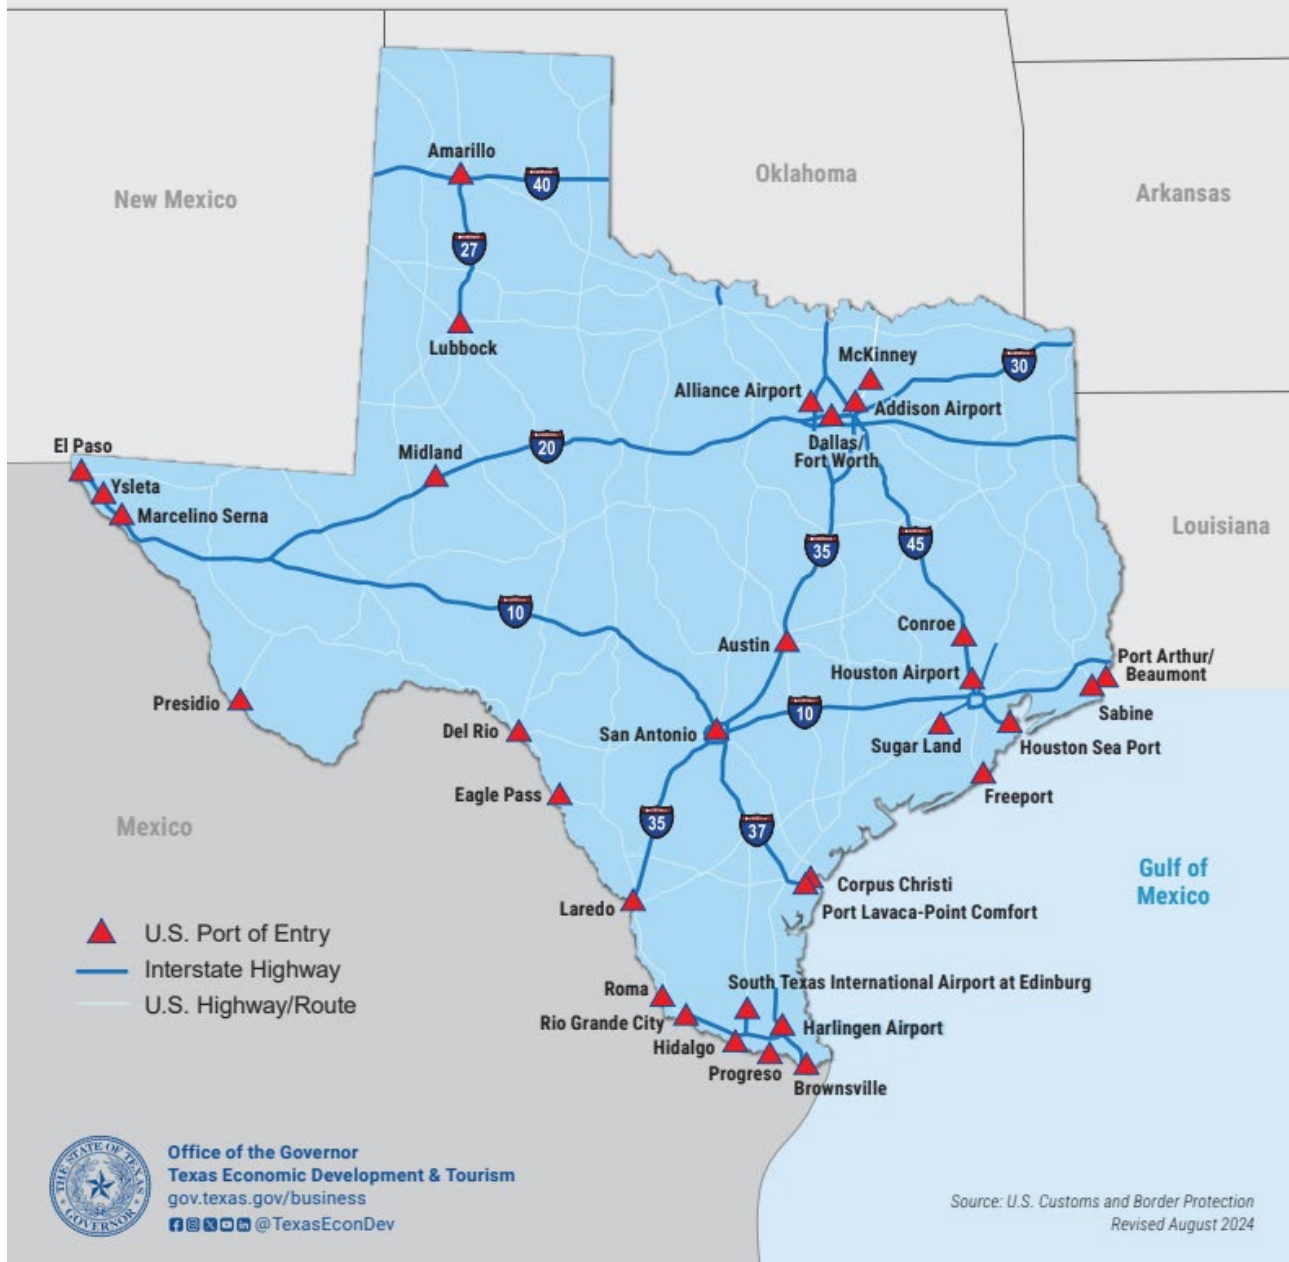 Amarillo
40
New Mexico
Oklahoma
Arkansas
27
Lubbock
McKinney
30
Alliance Airport
Addison Airport
El Paso
Midland
20
Dallas/
Fort Worth
Ysleta
Marcelino Serna
Louisiana
35
45
10
Conroe
Austin
Port Arthur/
Beaumont
Houston Airport
Presidio
Del Rio
San Antonio
10
Sabine
Sugar Land
Houston Sea Port
Eagle Pass
Freeport
Mexico
35
37
Gulf of
Mexico
Corpus Christi
Laredo
Port Lavaca-Point Comfort
U.S. Port of Entry
Interstate Highway
U.S. Highway/Route
South Texas International Airport at Edinburg
Roma
Rio Grande City
Harlingen Airport
Hidalgo
Progreso
Brownsville
THE STATE OF TEXAS
GOVERNOR
Office of the Governor
Texas Economic Development & Tourism
gov.texas.gov/business
@TexasEconDev
Source: U.S. Customs and Border Protection
Revised August 2024